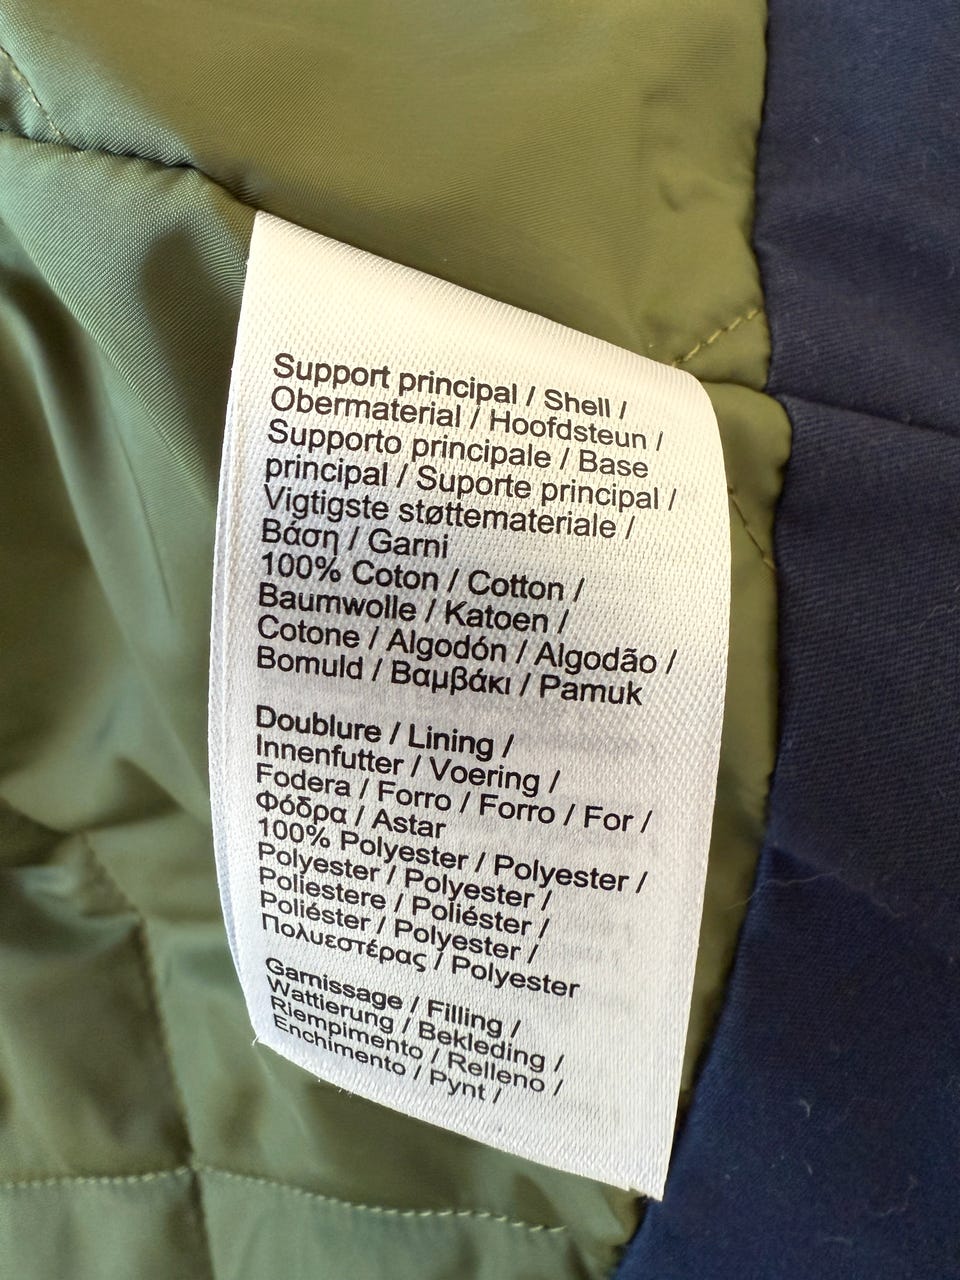 Support principal / Shell /
Obermaterial / Hoofdsteun /
Supporto principale / Base
principal / Suporte principal /
Vigtigste støttemateriale /
Βάση / Garni
100% Coton / Cotton /
Baumwolle / Katoen /
Cotone / Algodón / Algodão /
Bomuld / Βαμβάκι / Pamuk
Doublure / Lining /
Innenfutter / Voering /
Fodera / Forro / Forro / For /
Φόδρα / Astar
100% Polyester / Polyester /
Polyester / Polyester /
Poliestere / Poliéster /
Poliéster / Polyester /
Πολυεστέρας / Polyester
Garnissage / Filling /
Wattierung / Bekleding /
Riempimento / Relleno /
Enchimento / Pynt /